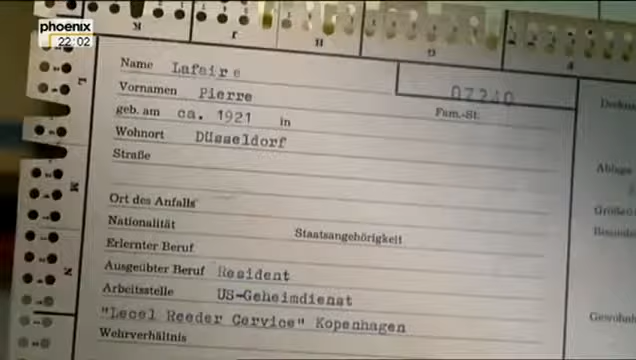 phoenix
22:02
Name Lafaire
Vornamen Pierre
07240
Fam.-St.
geb. am ca. 1921 in
Wohnort Düsseldorf
Straße
Ort des Anfalls
Nationalität Staatsangehörigkeit
Erlernter Beruf
Ausgeübter Beruf Resident
Arbeitsstelle US-Geheimdienst
"Lecel Reeder Cervice" Kopenhagen
Wehrverhältnis
Ablage